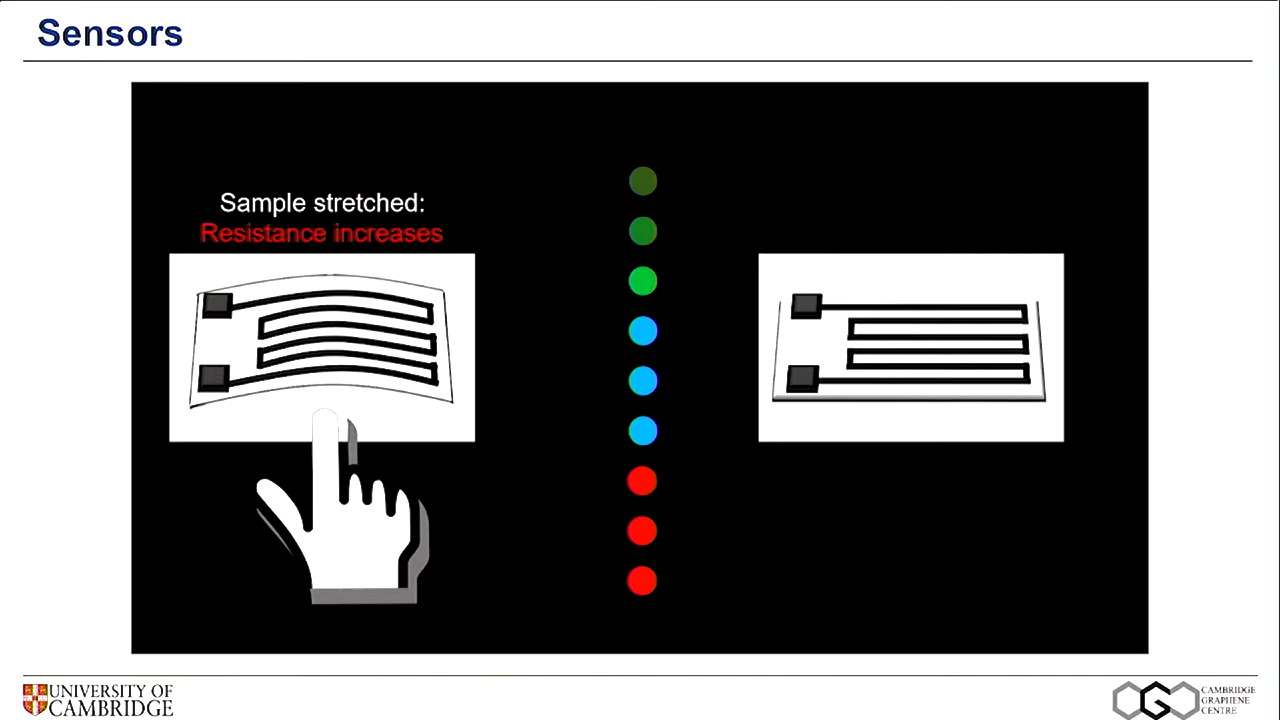 Sensors
Sample stretched:
Resistance increases
UNIVERSITY OF
CAMBRIDGE
CAMBRIDGE
GRAPHENE
CENTRE